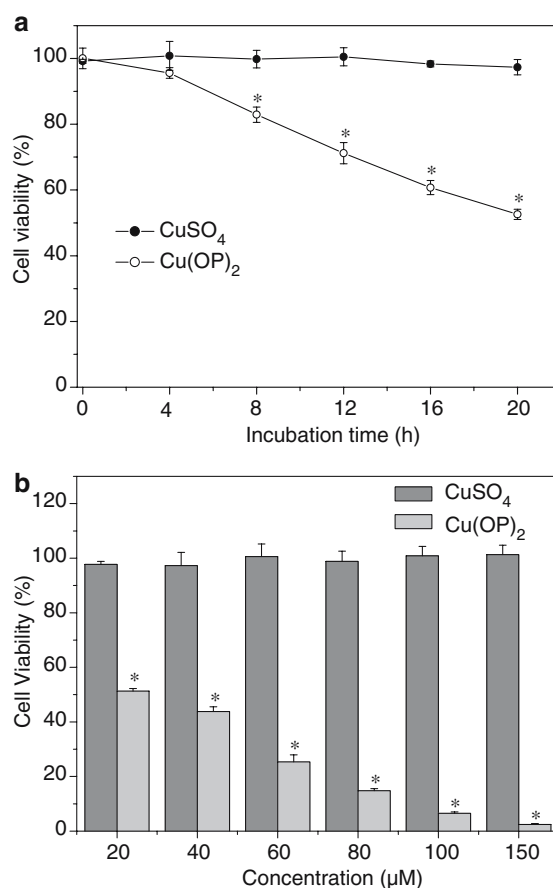 a
100
80
60
40
20
0
Cell viability (%)
CuSO4
Cu(OP)2
* * * *
0 4 8 12 16 20
Incubation time (h)
b
120
100
80
60
40
20
0
Cell Viability (%)
CuSO4
Cu(OP)2
* * * * * *
20 40 60 80 100 150
Concentration (µM)